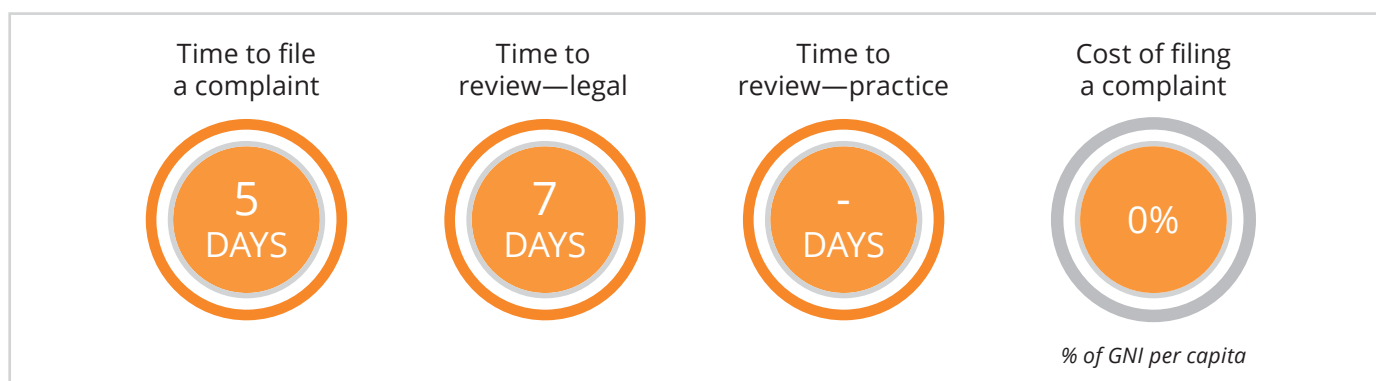 Time to file
a complaint
5
DAYS
Time to
review—legal
7
DAYS
Time to
review—practice
-
DAYS
Cost of filing
a complaint
0%
% of GNI per capita